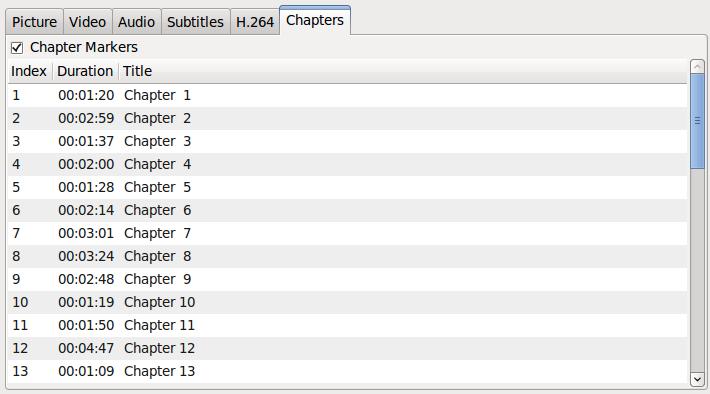 Picture Video Audio Subtitles H.264 Chapters
Chapter Markers
Index Duration Title
1 00:01:20 Chapter 1
2 00:02:59 Chapter 2
3 00:01:37 Chapter 3
4 00:02:00 Chapter 4
5 00:01:28 Chapter 5
6 00:02:14 Chapter 6
7 00:03:01 Chapter 7
8 00:03:24 Chapter 8
9 00:02:48 Chapter 9
10 00:01:19 Chapter 10
11 00:01:50 Chapter 11
12 00:04:47 Chapter 12
13 00:01:09 Chapter 13